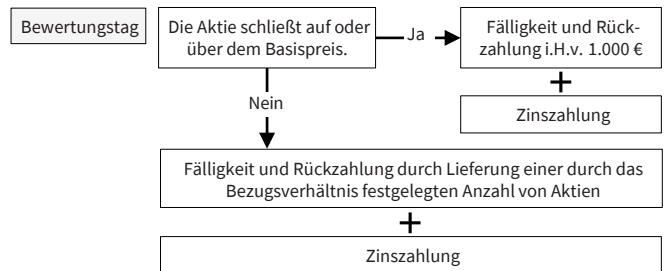 Bewertungstag
Die Aktie schließt auf oder
über dem Basispreis.
Ja
Fälligkeit und Rück-
zahlung i.H.v. 1.000 €
+
Zinszahlung
Nein
Fälligkeit und Rückzahlung durch Lieferung einer durch das
Bezugsverhältnis festgelegten Anzahl von Aktien
+
Zinszahlung